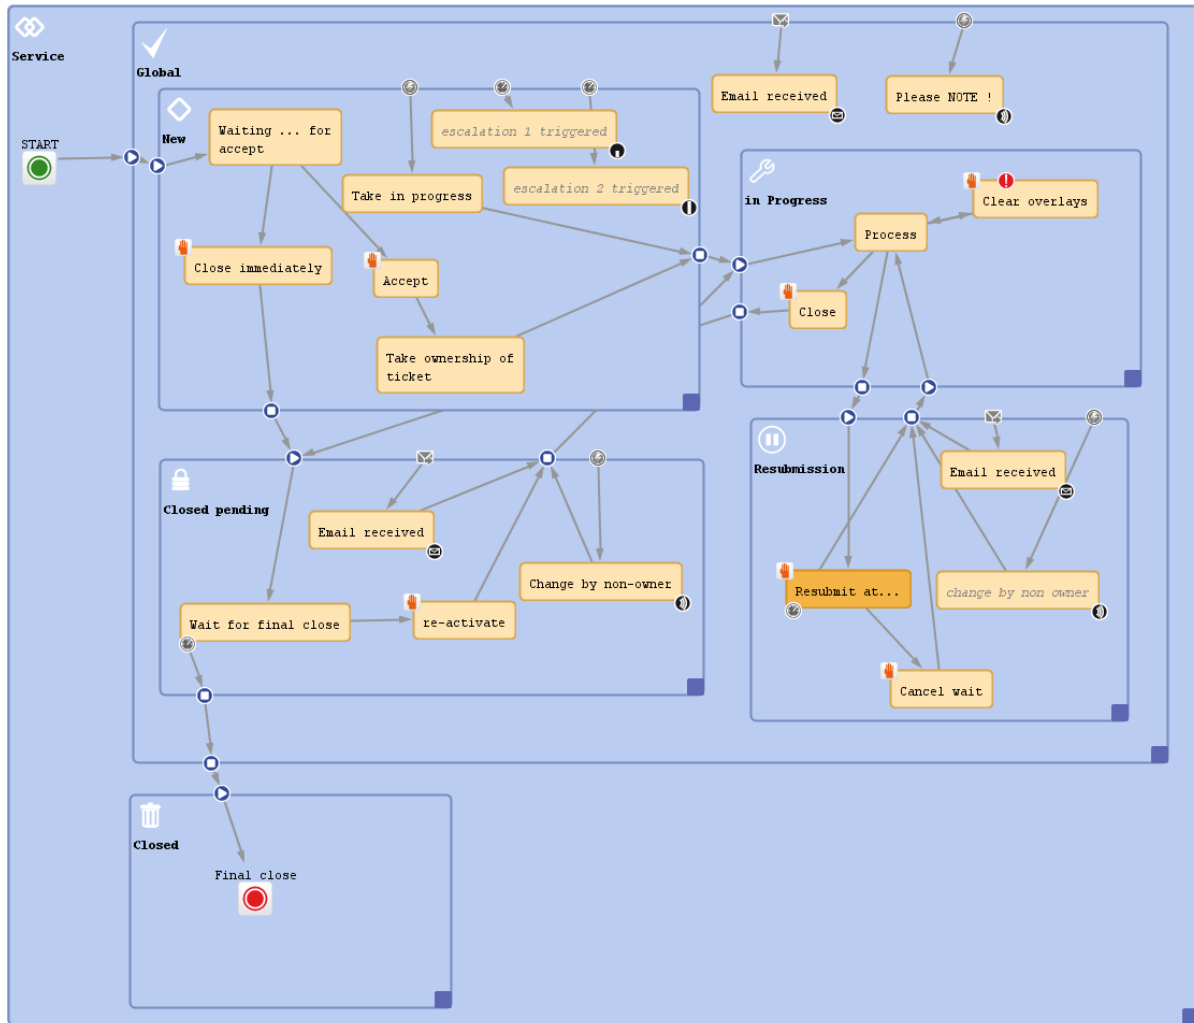 Service
Global
START
New
Waiting ... for
accept
escalation 1 triggered
escalation 2 triggered
Take in progress
Close immediately
Accept
Take ownership of
ticket
Email received
Please NOTE !
in Progress
Clear overlays
Process
Close
Closed pending
Email received
Change by non-owner
Wait for final close
re-activate
Resubmission
Email received
Resubmit at...
change by non owner
Cancel wait
Closed
Final close